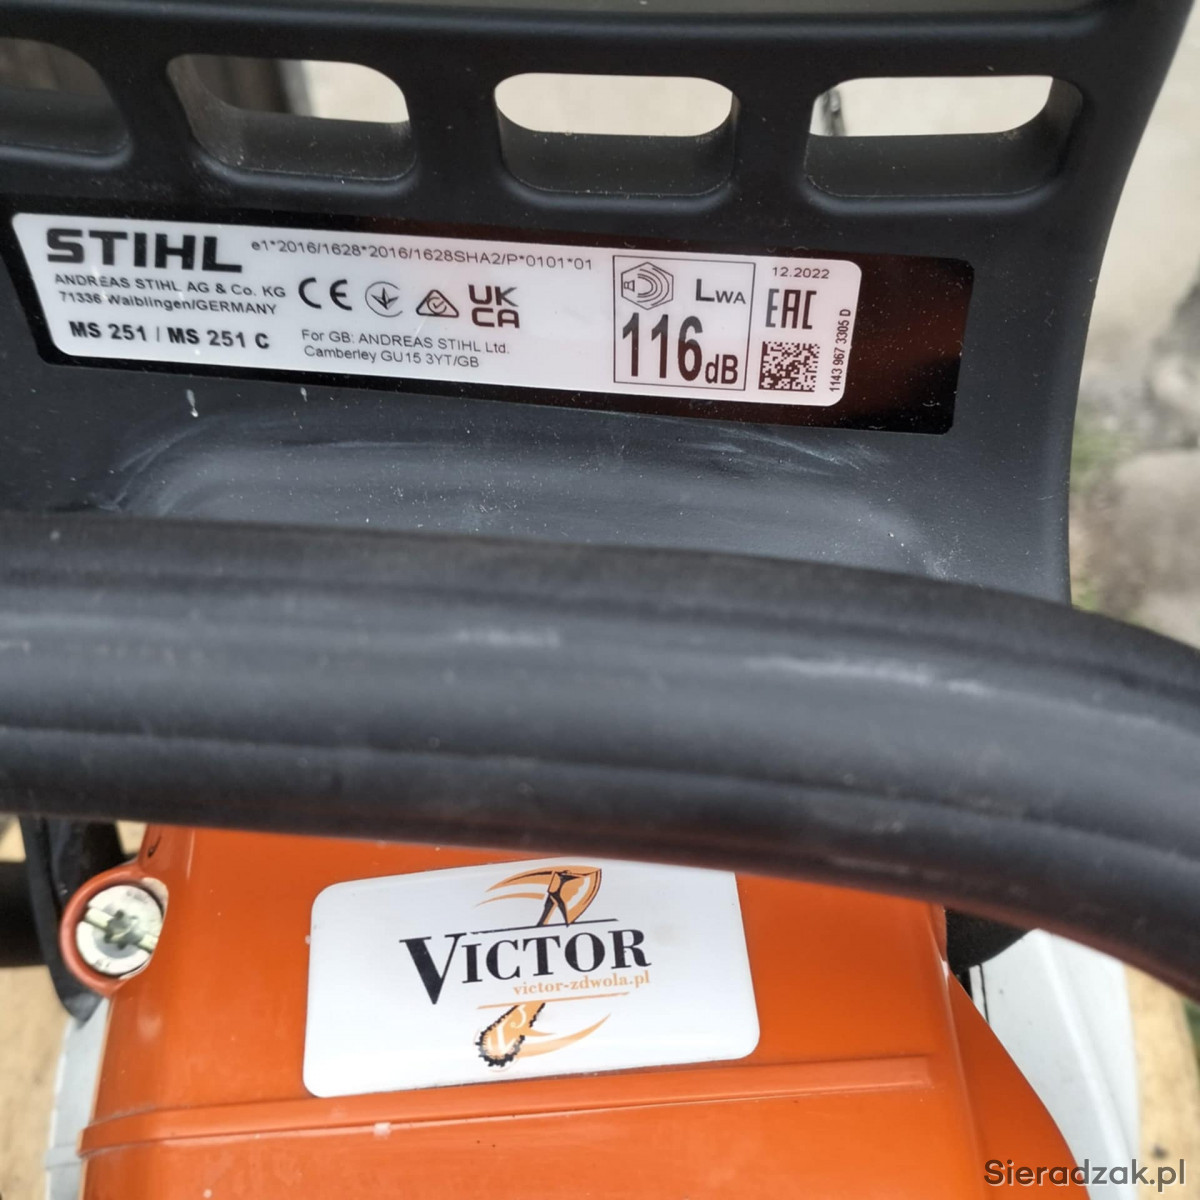 STIHL
e1*2016/1628*2016/1628SHA2/P*0101*01
ANDREAS STIHL AG & Co. KG
71336 Waiblingen/GERMANY
MS 251 / MS 251 C
CE
UK
CA
For GB: ANDREAS STIHL Ltd.
Camberley GU15 3YT/GB
LWA
116dB
12.2022
EAC
1143 967 3305 D
VICTOR
victor-zdwola.pl
Sieradzak.pl